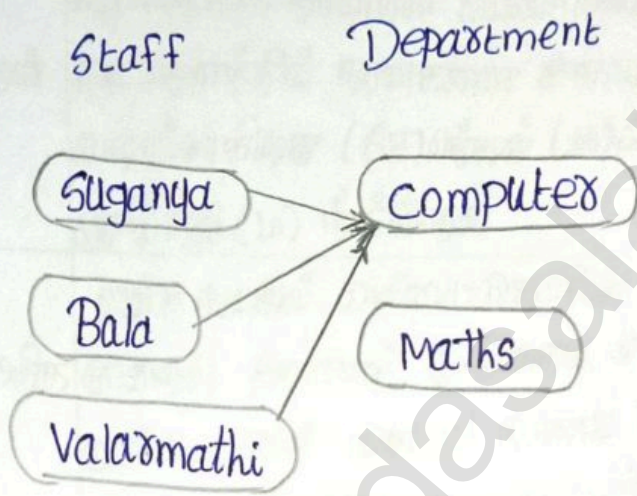 Staff Department
Suganya Computer
Bala
Maths
Valarmathi